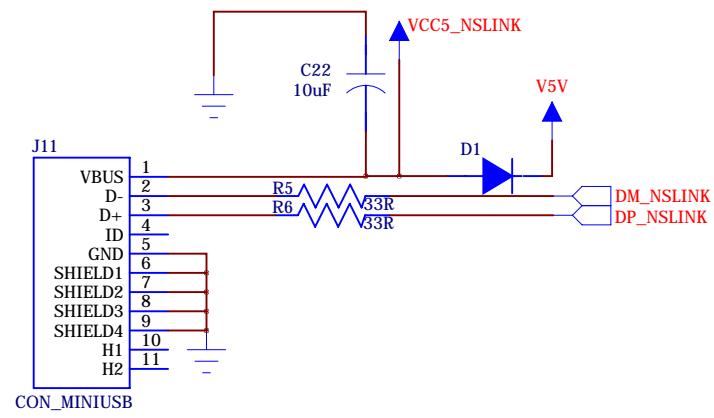 VCC5_NSLINK
C22
10uF
V5V
J11
D1
VBUS 1
D- 2
R5
33R
DM_NSLINK
D+ 3
R6
33R
DP_NSLINK
ID 4
GND 5
SHIELD1 6
SHIELD2 7
SHIELD3 8
SHIELD4 9
H1 10
H2 11
CON_MINIUSB